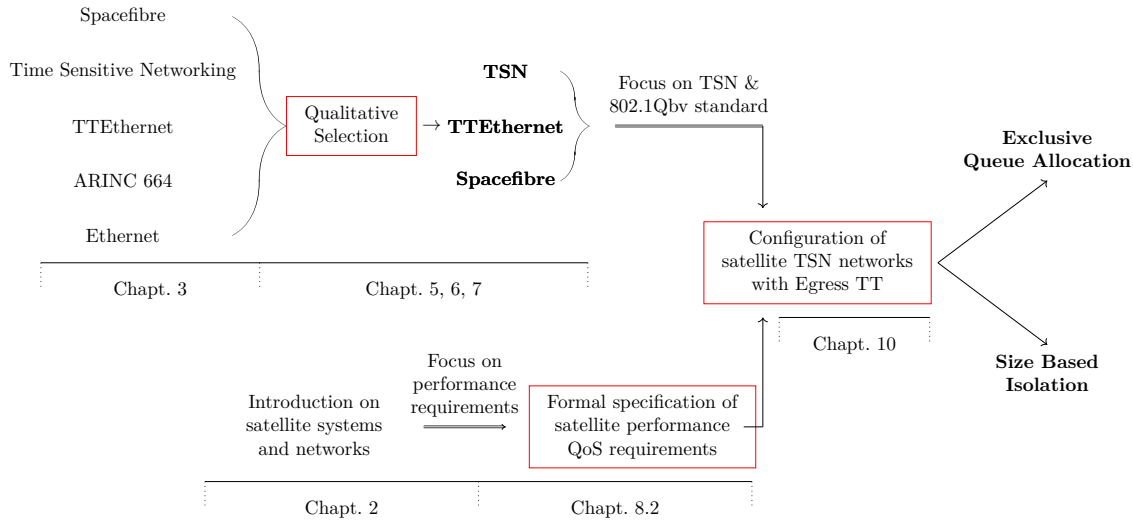 Spacefibre
Time Sensitive Networking
TTEthernet
ARINC 664
Ethernet
Qualitative
Selection
TSN
TTEthernet
Spacefibre
Focus on TSN &
802.1Qbv standard
Chapt. 3
Chapt. 5, 6, 7
Configuration of
satellite TSN networks
with Egress TT
Chapt. 10
Exclusive
Queue Allocation
Size Based
Isolation
Introduction on
satellite systems
and networks
Focus on
performance
requirements
Formal specification of
satellite performance
QoS requirements
Chapt. 2
Chapt. 8.2